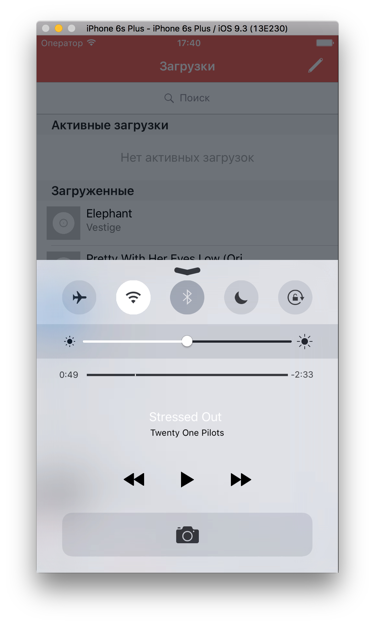 iPhone 6s Plus - iPhone 6s Plus / iOS 9.3 (13E230)
Оператор 17:40
Загрузки
Поиск
Активные загрузки
Нет активных загрузок
Загруженные
Elephant
Vestige
Pretty With Her Eyes Low (Ori
0:49 -2:33
Stressed Out
Twenty One Pilots